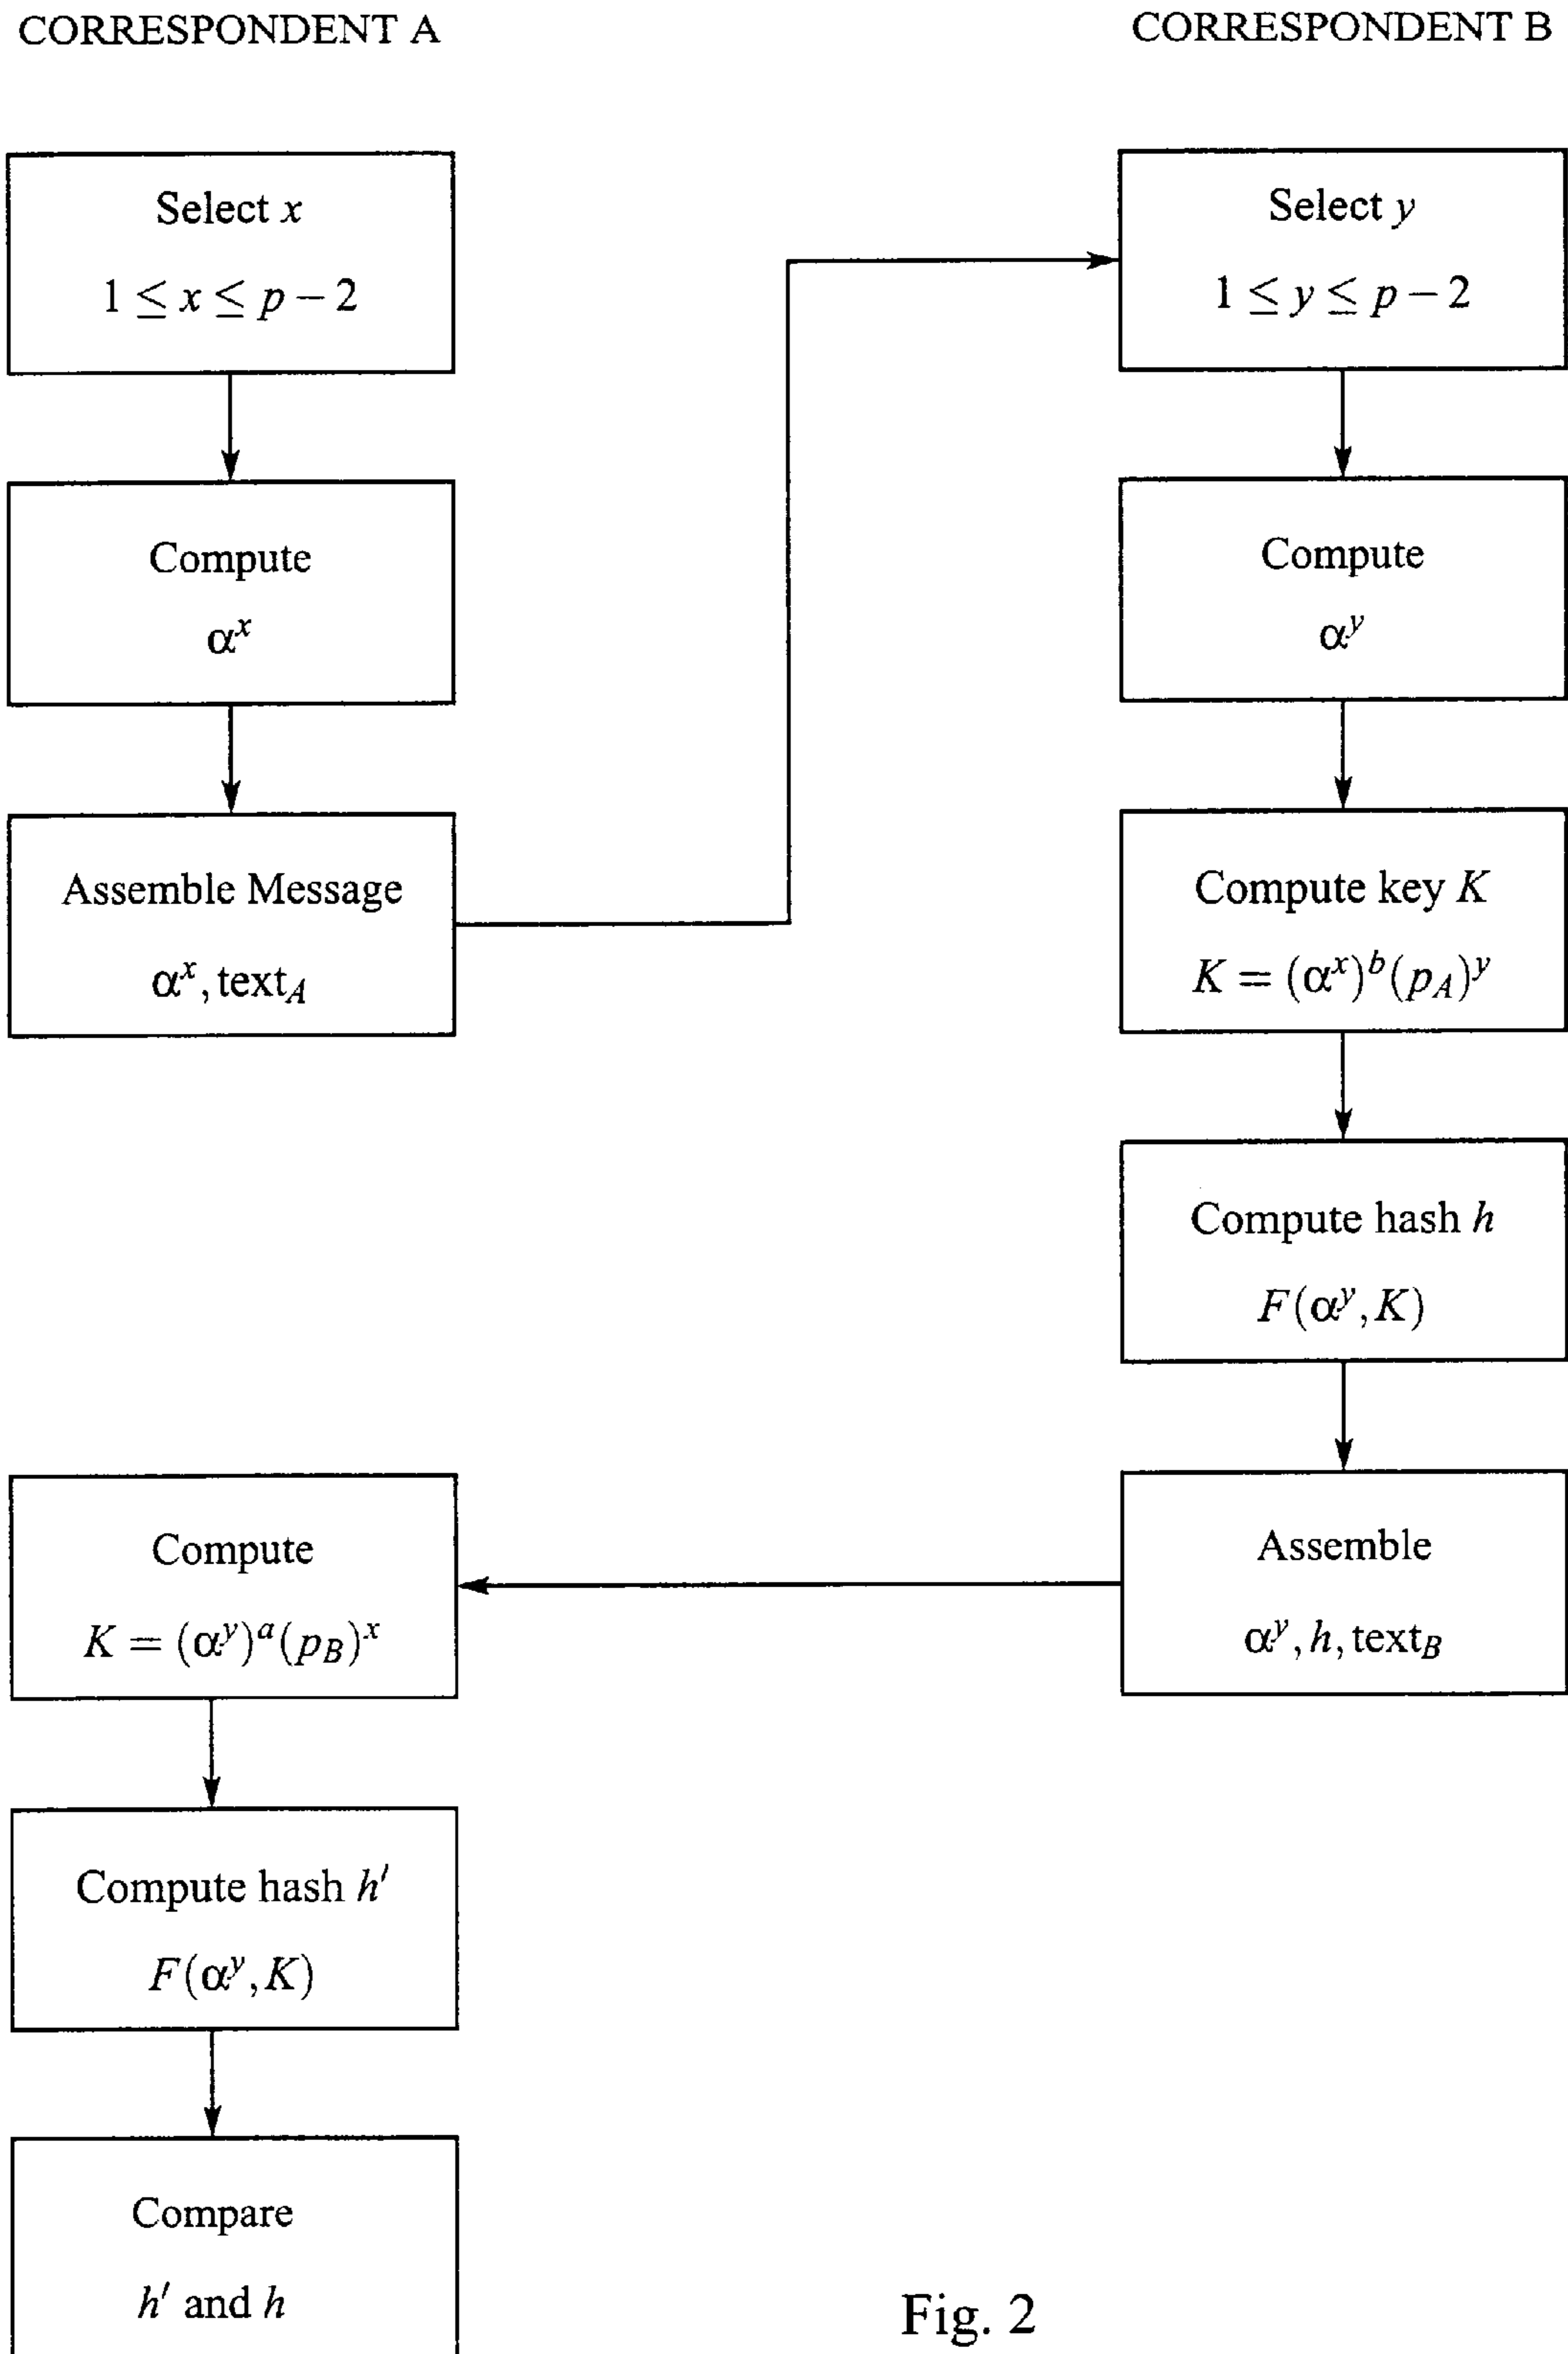 CORRESPONDENT A
CORRESPONDENT B
Select x
1 ≤ x ≤ p − 2
Compute
α^x
Assemble Message
α^x, text_A
Select y
1 ≤ y ≤ p − 2
Compute
α^y
Compute key K
K = (α^x)^b(p_A)^y
Compute hash h
F(α^y, K)
Assemble
α^y, h, text_B
Compute
K = (α^y)^a(p_B)^x
Compute hash h′
F(α^y, K)
Compare
h′ and h
Fig. 2